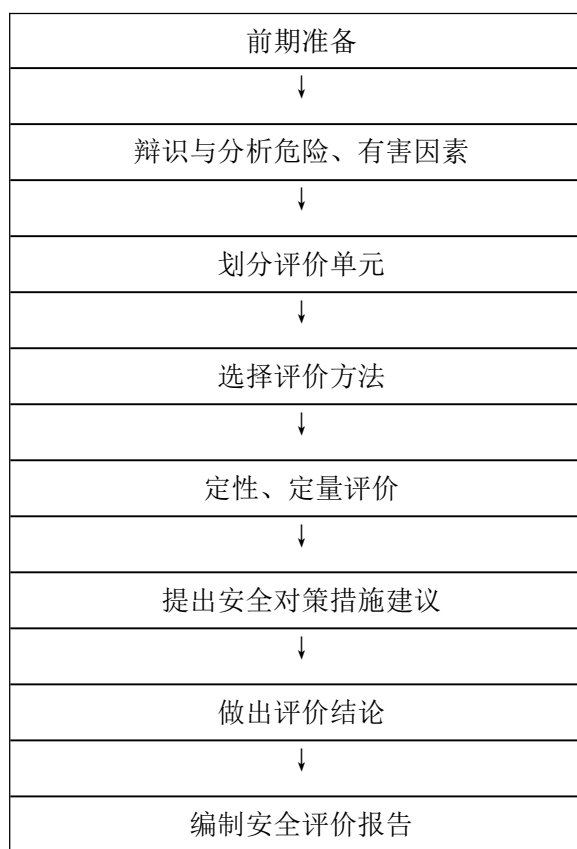 前期准备
↓
辩识与分析危险、有害因素
↓
划分评价单元
↓
选择评价方法
↓
定性、定量评价
↓
提出安全对策措施建议
↓
做出评价结论
↓
编制安全评价报告